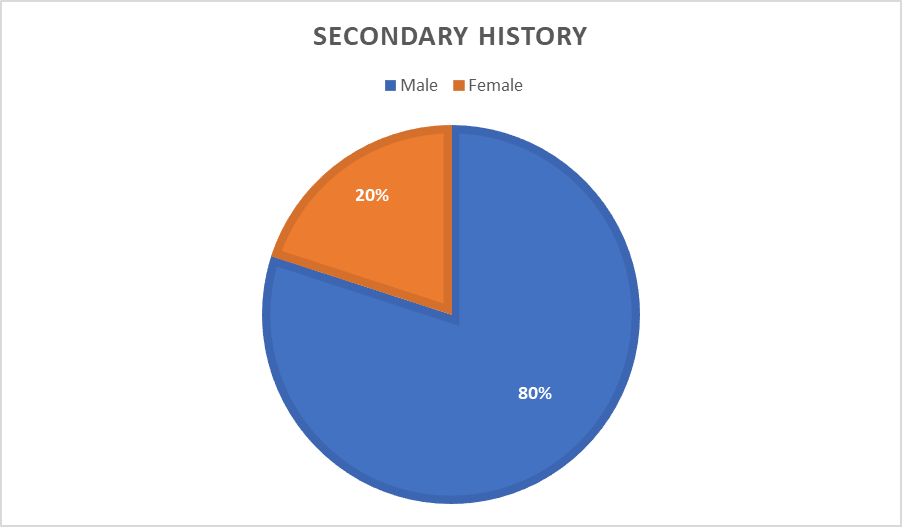 SECONDARY HISTORY
Male Female
20%
80%